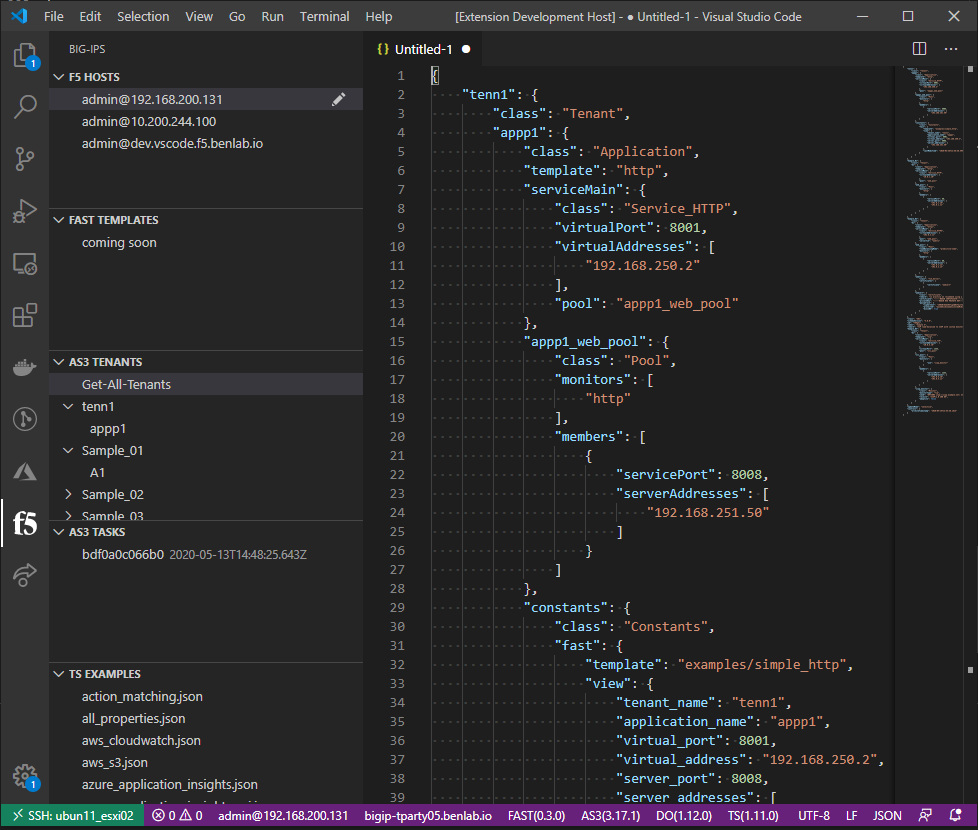 File Edit Selection View Go Run Terminal Help [Extension Development Host] - ● Untitled-1 - Visual Studio Code
BIG-IPS
F5 HOSTS
admin@192.168.200.131
admin@10.200.244.100
admin@dev.vscode.f5.benlab.io
FAST TEMPLATES
coming soon
AS3 TENANTS
Get-All-Tenants
tenn1
appp1
Sample_01
A1
Sample_02
Sample_03
AS3 TASKS
bdf0a0c066b0 2020-05-13T14:48:25.643Z
TS EXAMPLES
action_matching.json
all_properties.json
aws_cloudwatch.json
aws_s3.json
azure_application_insights.json
1
f5
1
{} Untitled-1 ●
1 {
2 "tenn1": {
3 "class": "Tenant",
4 "appp1": {
5 "class": "Application",
6 "template": "http",
7 "serviceMain": {
8 "class": "Service_HTTP",
9 "virtualPort": 8001,
10 "virtualAddresses": [
11 "192.168.250.2"
12 ],
13 "pool": "appp1_web_pool"
14 },
15 "appp1_web_pool": {
16 "class": "Pool",
17 "monitors": [
18 "http"
19 ],
20 "members": [
21 {
22 "servicePort": 8008,
23 "serverAddresses": [
24 "192.168.251.50"
25 ]
26 }
27 ]
28 },
29 "constants": {
30 "class": "Constants",
31 "fast": {
32 "template": "examples/simple_http",
33 "view": {
34 "tenant_name": "tenn1",
35 "application_name": "appp1",
36 "virtual_port": 8001,
37 "virtual_address": "192.168.250.2",
38 "server_port": 8008,
39 "server_addresses": [
SSH: ubun11_esxi02 0 0 admin@192.168.200.131 bigip-tparty05.benlab.io FAST(0.3.0) AS3(3.17.1) DO(1.12.0) TS(1.11.0) UTF-8 LF JSON